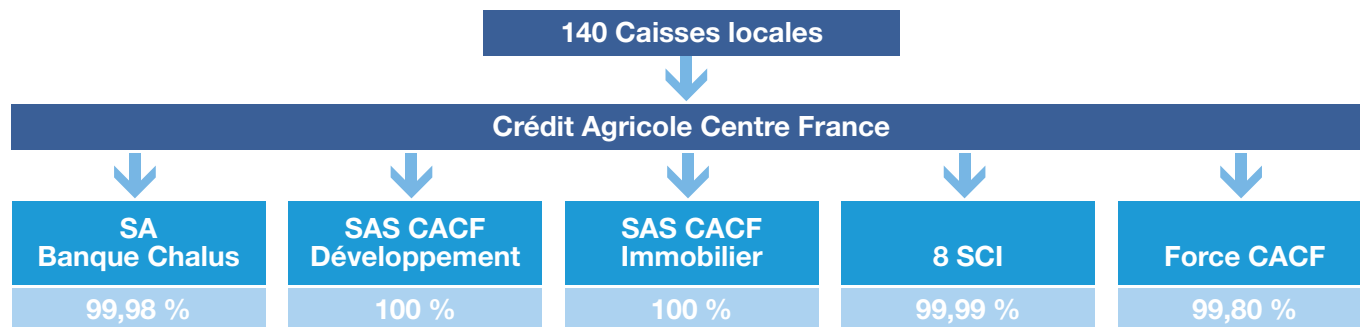 140 Caisses locales
Crédit Agricole Centre France
SA
Banque Chalus
99,98 %
SAS CACF
Développement
100 %
SAS CACF
Immobilier
100 %
8 SCI
99,99 %
Force CACF
99,80 %